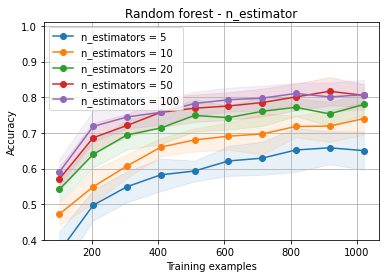 Random forest - n_estimator
n_estimators = 5
n_estimators = 10
n_estimators = 20
n_estimators = 50
n_estimators = 100
Accuracy
1.0
0.9
0.8
0.7
0.6
0.5
0.4
200 400 600 800 1000
Training examples